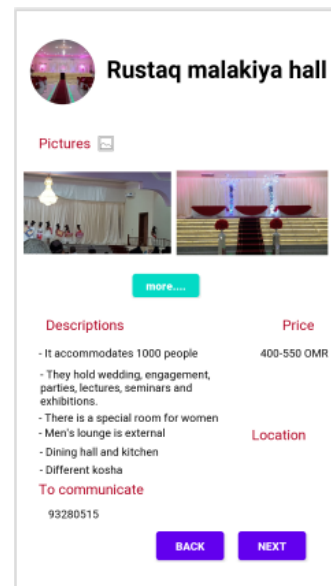 Rustaq malakiya hall
Pictures
more....
Descriptions
Price
- It accommodates 1000 people
400-550 OMR
- They hold wedding, engagement,
parties, lectures, seminars and
exhibitions.
- There is a special room for women
- Men's lounge is external
Location
- Dining hall and kitchen
- Different kosha
To communicate
93280515
BACK
NEXT